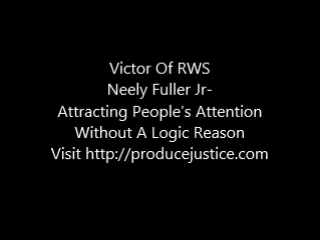 Victor Of RWS
Neely Fuller Jr-
Attracting People's Attention
Without A Logic Reason
Visit http://producejustice.com